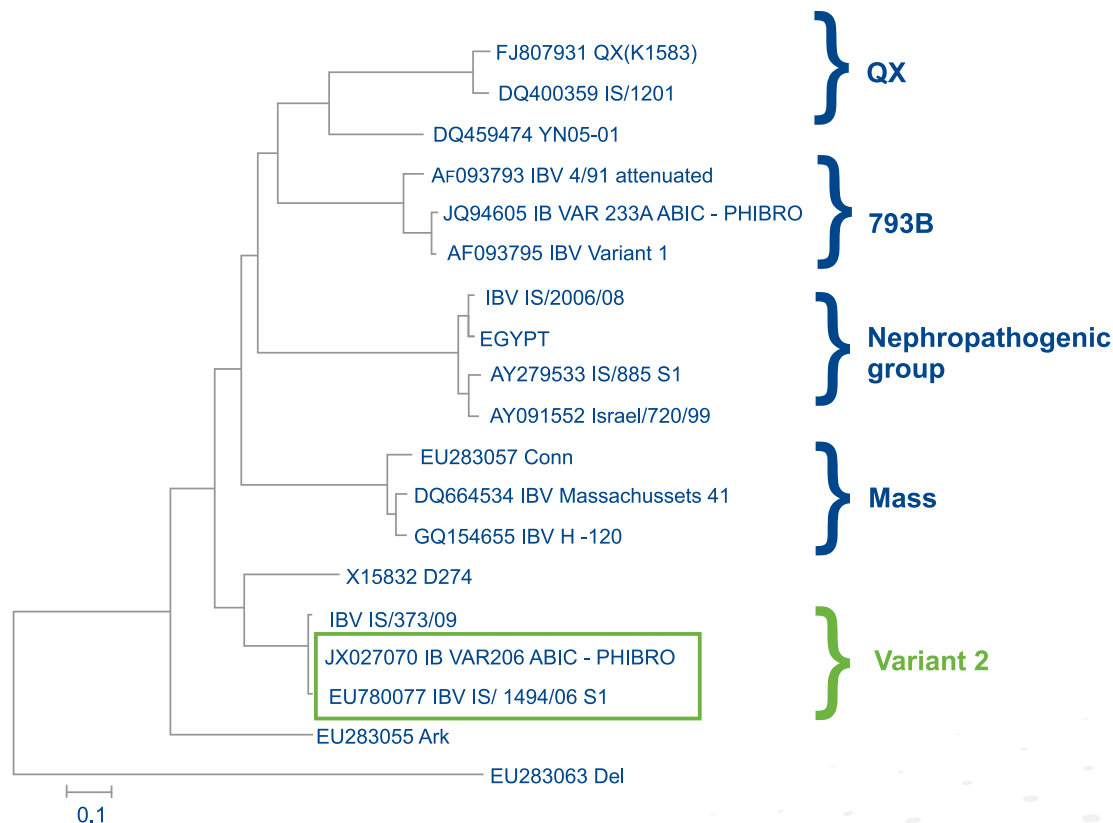 FJ807931 QX(K1583)
DQ400359 IS/1201
QX
DQ459474 YN05-01
AF093793 IBV 4/91 attenuated
JQ94605 IB VAR 233A ABIC - PHIBRO
793B
AF093795 IBV Variant 1
IBV IS/2006/08
EGYPT
Nephropathogenic
group
AY279533 IS/885 S1
AY091552 Israel/720/99
EU283057 Conn
DQ664534 IBV Massachussets 41
Mass
GQ154655 IBV H -120
X15832 D274
IBV IS/373/09
JX027070 IB VAR206 ABIC - PHIBRO
Variant 2
EU780077 IBV IS/ 1494/06 S1
EU283055 Ark
EU283063 Del
0.1